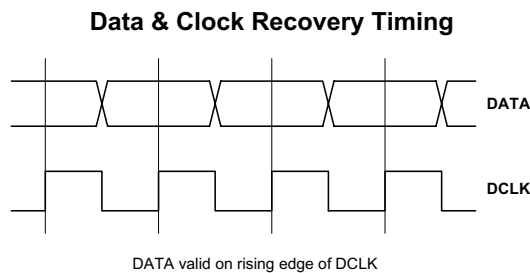 Data & Clock Recovery Timing
DATA
DCLK
DATA valid on rising edge of DCLK